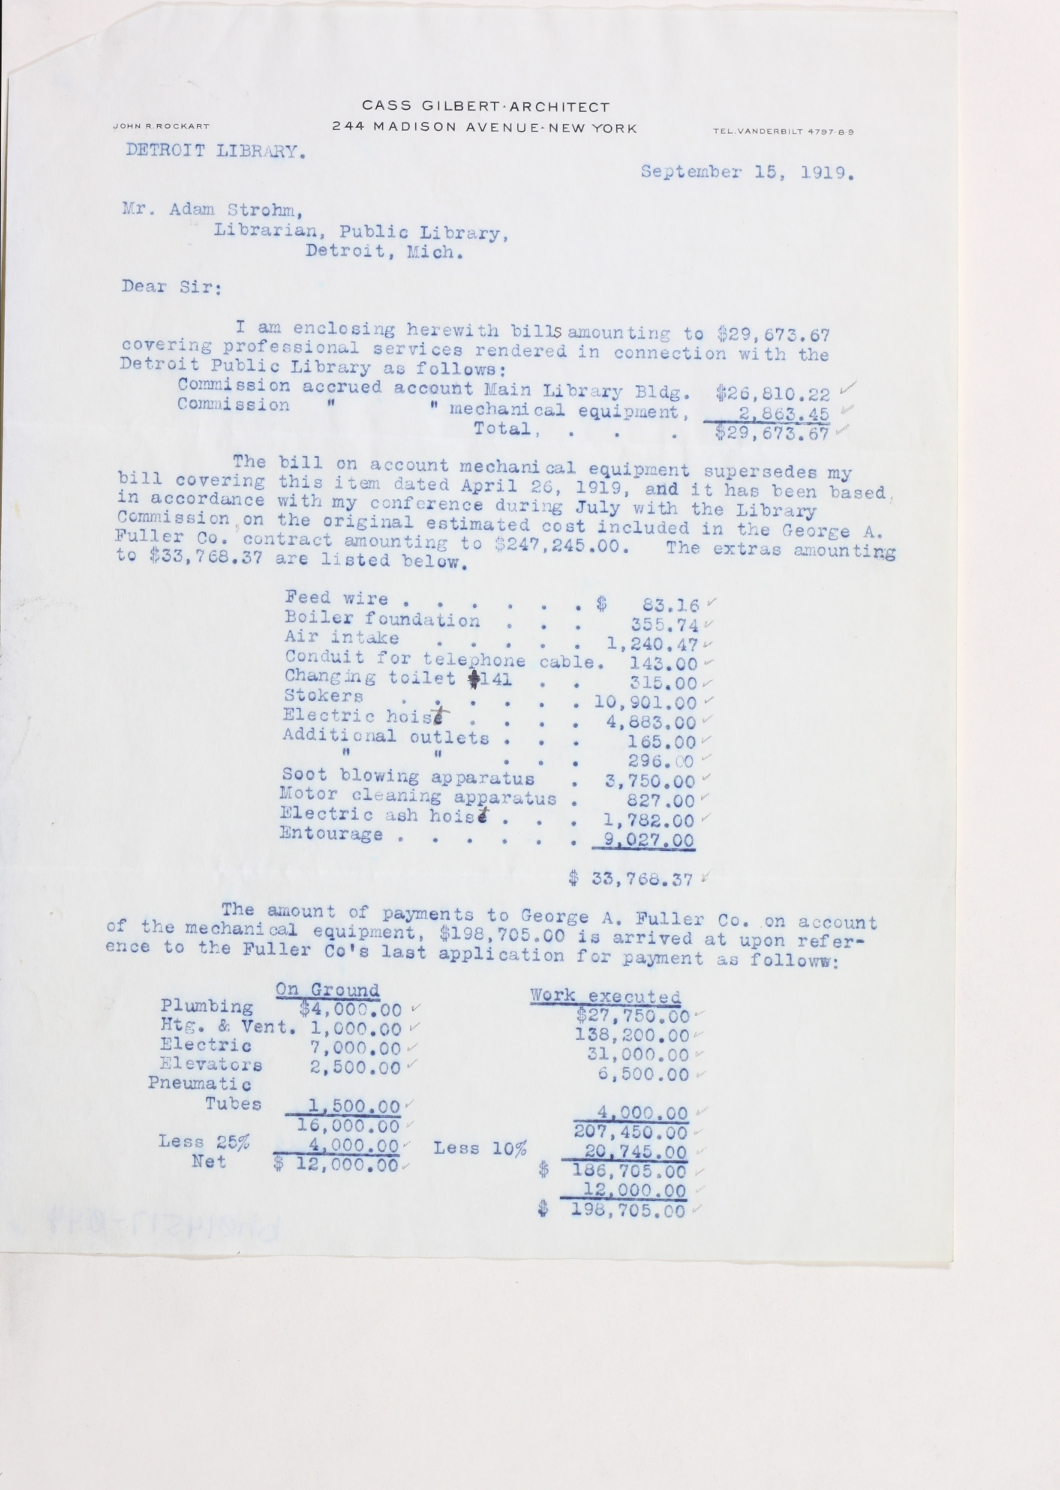 CASS GILBERT·ARCHITECT
JOHN R. ROCKART 244 MADISON AVENUE·NEW YORK TEL. VANDERBILT 4797-8-9
DETROIT LIBRARY.
September 15, 1919.
Mr. Adam Strohm,
Librarian, Public Library,
Detroit, Mich.
Dear Sir:
I am enclosing herewith bills amounting to $29,673.67
covering professional services rendered in connection with the
Detroit Public Library as follows:
Commission accrued account Main Library Bldg. $26,810.22
Commission " " mechanical equipment, 2,863.45
Total, . . . $29,673.67
The bill on account mechanical equipment supersedes my
bill covering this item dated April 26, 1919, and it has been based,
in accordance with my conference during July with the Library
Commission, on the original estimated cost included in the George A.
Fuller Co. contract amounting to $247,245.00. The extras amounting
to $33,768.37 are listed below.
Feed wire . . . . . . $ 83.16
Boiler foundation . . . 355.74
Air intake . . . . . 1,240.47
Conduit for telephone cable. 143.00
Changing toilet #141 . . 315.00
Stokers . . . . . . 10,901.00
Electric hoist . . . . 4,883.00
Additional outlets . . . 165.00
" " . . . 296.00
Soot blowing apparatus . 3,750.00
Motor cleaning apparatus . 827.00
Electric ash hoist . . . 1,782.00
Entourage . . . . . . 9,027.00
$ 33,768.37
The amount of payments to George A. Fuller Co. on account
of the mechanical equipment, $198,705.00 is arrived at upon refer-
ence to the Fuller Co's last application for payment as follows:
On Ground Work executed
Plumbing $4,000.00 $27,750.00
Htg. & Vent. 1,000.00 138,200.00
Electric 7,000.00 31,000.00
Elevators 2,500.00 6,500.00
Pneumatic
Tubes 1,500.00 4,000.00
16,000.00 207,450.00
Less 25% 4,000.00 Less 10% 20,745.00
Net $ 12,000.00 $ 186,705.00
12,000.00
$ 198,705.00